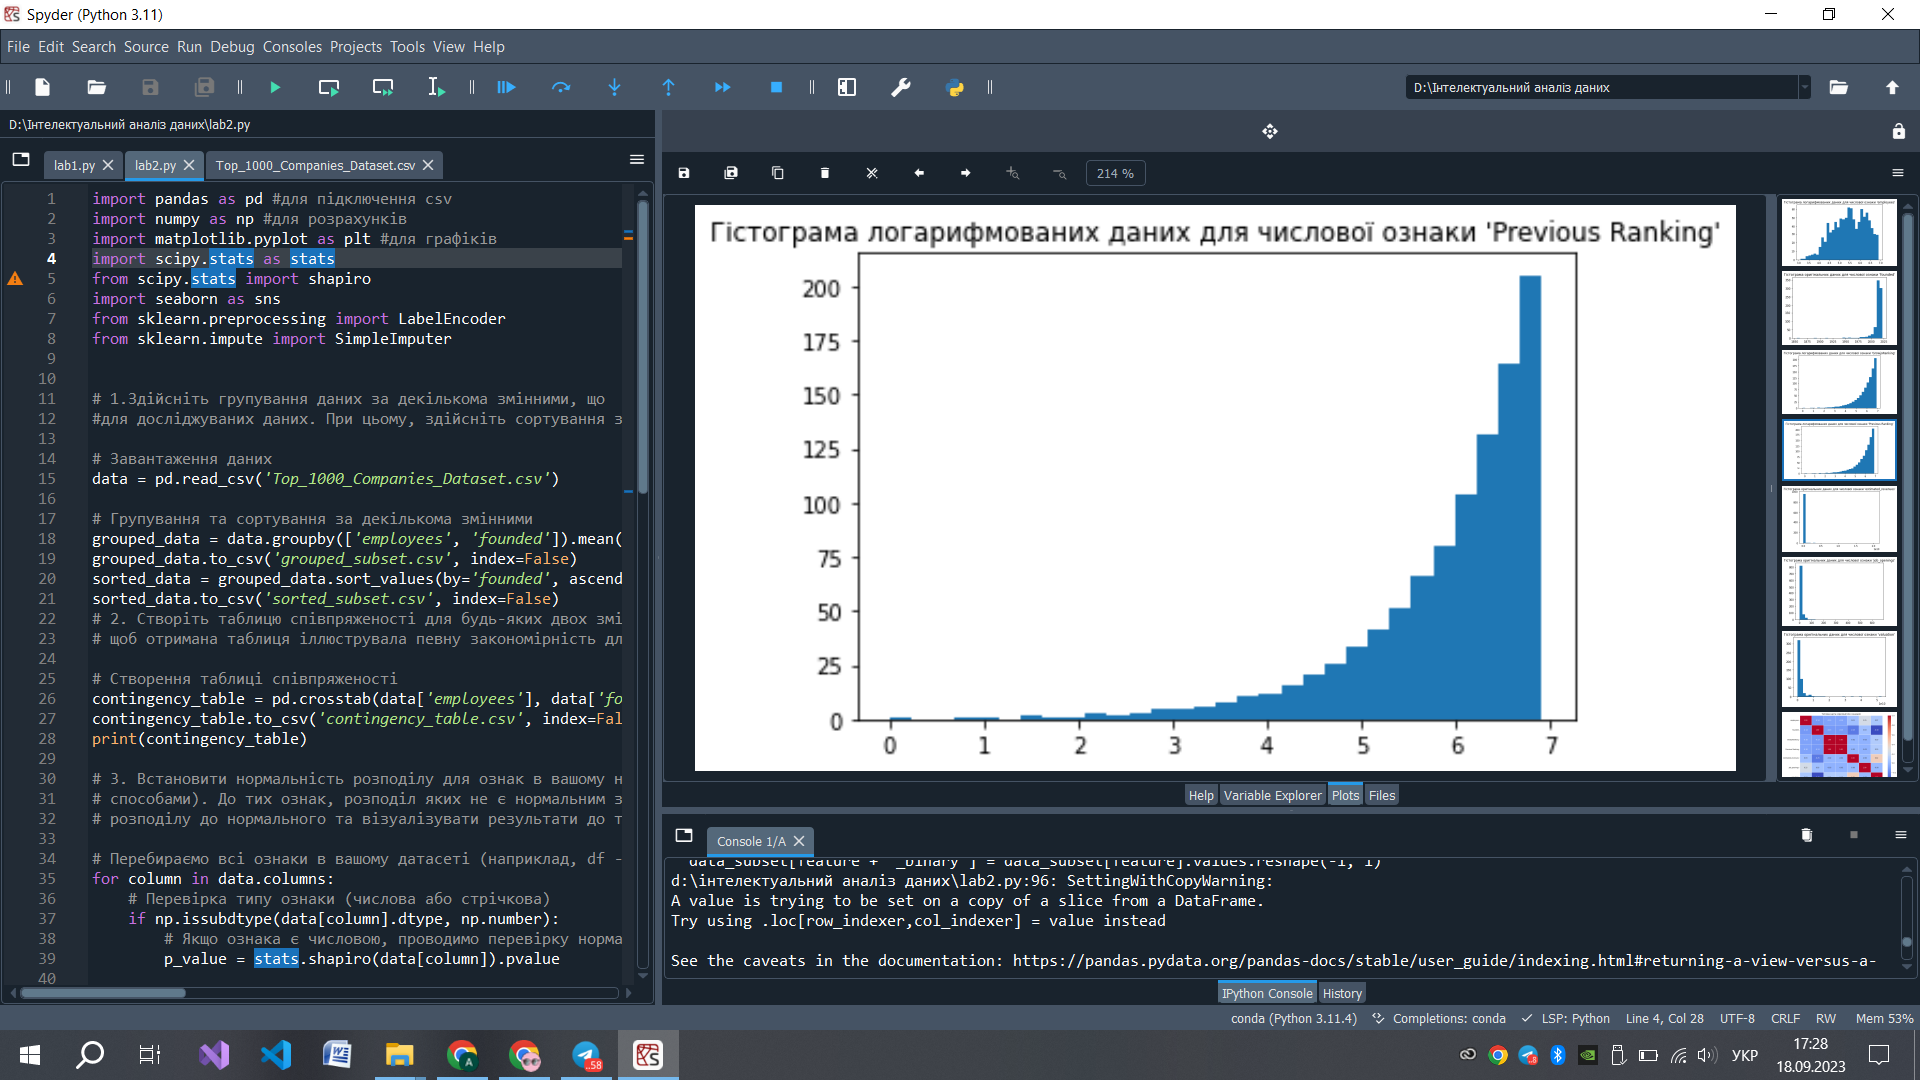 Spyder (Python 3.11)
File Edit Search Source Run Debug Consoles Projects Tools View Help
D:\Інтелектуальний аналіз даних
D:\Інтелектуальний аналіз даних\lab2.py
lab1.py
lab2.py
Top_1000_Companies_Dataset.csv
1 import pandas as pd #для підключення csv
2 import numpy as np #для розрахунків
3 import matplotlib.pyplot as plt #для графіків
4 import scipy.stats as stats
5 from scipy.stats import shapiro
6 import seaborn as sns
7 from sklearn.preprocessing import LabelEncoder
8 from sklearn.impute import SimpleImputer
9
10
11 # 1.Здійсніть групування даних за декількома змінними, що
12 #для досліджуваних даних. При цьому, здійсніть сортування з
13
14 # Завантаження даних
15 data = pd.read_csv('Top_1000_Companies_Dataset.csv')
16
17 # Групування та сортування за декількома змінними
18 grouped_data = data.groupby(['employees', 'founded']).mean(
19 grouped_data.to_csv('grouped_subset.csv', index=False)
20 sorted_data = grouped_data.sort_values(by='founded', ascend
21 sorted_data.to_csv('sorted_subset.csv', index=False)
22 # 2. Створіть таблицю співпряженості для будь-яких двох змі
23 # щоб отримана таблиця іллюструвала певну закономірність дл
24
25 # Створення таблиці співпряженості
26 contingency_table = pd.crosstab(data['employees'], data['fo
27 contingency_table.to_csv('contingency_table.csv', index=Fal
28 print(contingency_table)
29
30 # 3. Встановити нормальність розподілу для ознак в вашому н
31 # способами). До тих ознак, розподіл яких не є нормальним з
32 # розподілу до нормального та візуалізувати результати до т
33
34 # Перебираємо всі ознаки в вашому датасеті (наприклад, df -
35 for column in data.columns:
36 # Перевірка типу ознаки (числова або стрічкова)
37 if np.issubdtype(data[column].dtype, np.number):
38 # Якщо ознака є числовою, проводимо перевірку норма
39 p_value = stats.shapiro(data[column]).pvalue
40
214 %
Гістограма логарифмованих даних для числової ознаки 'Previous Ranking'
200
175
150
125
100
75
50
25
0
0 1 2 3 4 5 6 7
Help Variable Explorer Plots Files
Console 1/A
data_subset[feature + '_binary'] = data_subset[feature].values.reshape(-1, 1)
d:\інтелектуальний аналіз даних\lab2.py:96: SettingWithCopyWarning:
A value is trying to be set on a copy of a slice from a DataFrame.
Try using .loc[row_indexer,col_indexer] = value instead
See the caveats in the documentation: https://pandas.pydata.org/pandas-docs/stable/user_guide/indexing.html#returning-a-view-versus-a-
IPython Console History
conda (Python 3.11.4) Completions: conda LSP: Python Line 4, Col 28 UTF-8 CRLF RW Mem 53%
УКР
17:28
18.09.2023